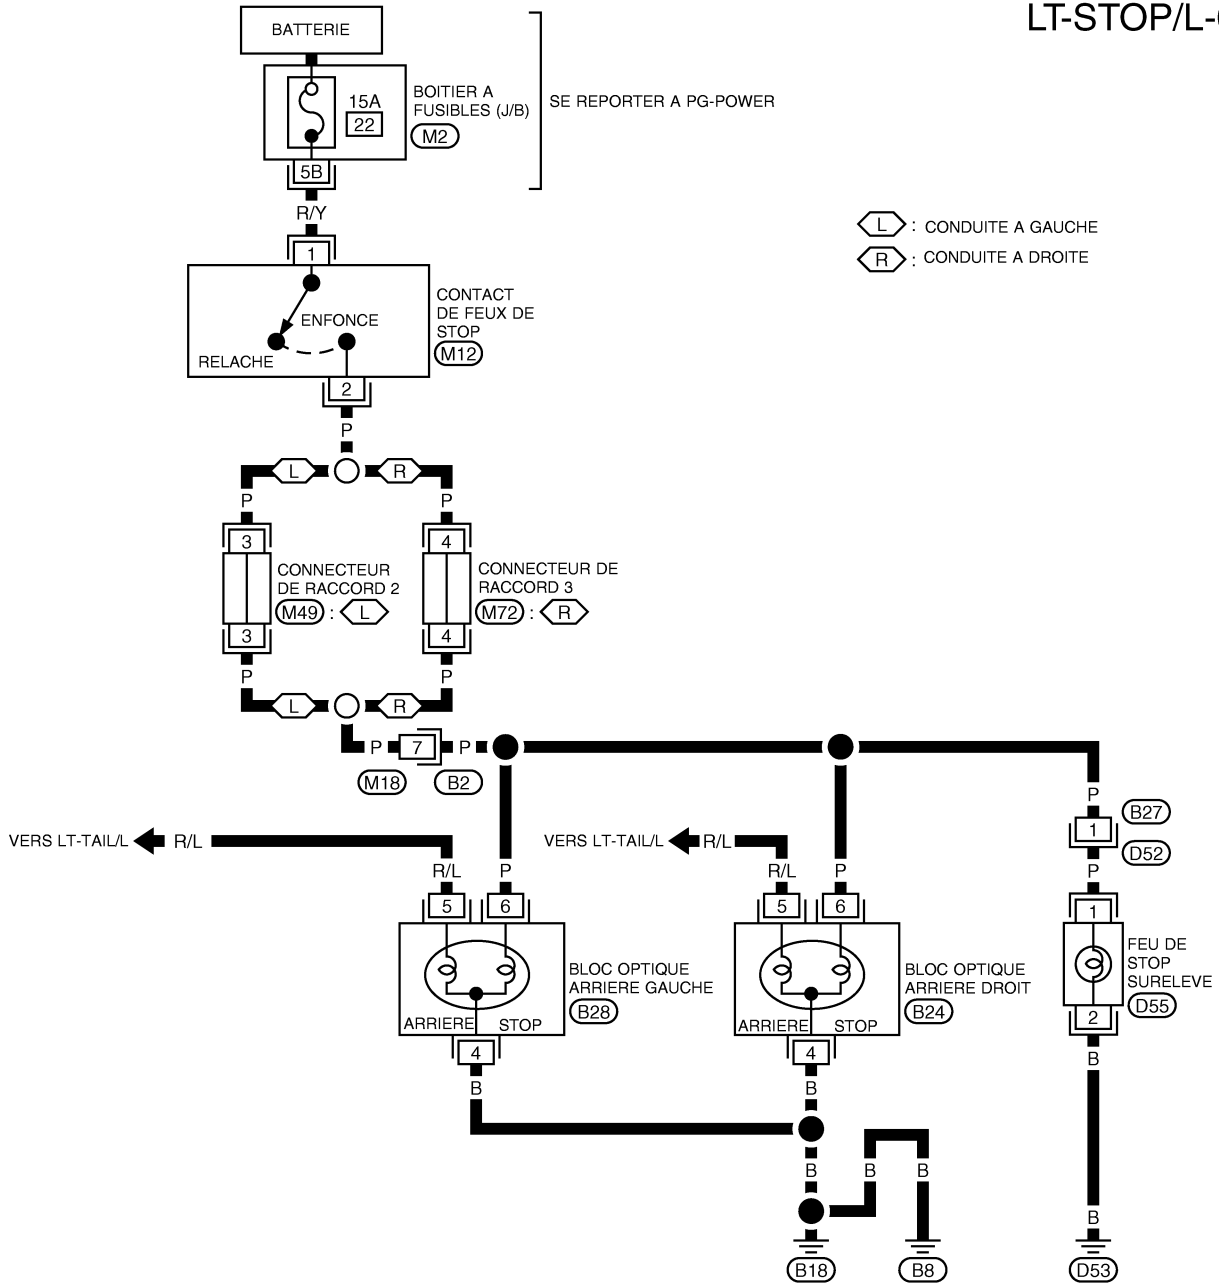 LT-STOP/L-
BATTERIE
15A
22
BOITIER A
FUSIBLES (J/B)
M2
SE REPORTER A PG-POWER
5B
R/Y
L : CONDUITE A GAUCHE
R : CONDUITE A DROITE
1
CONTACT
DE FEUX DE
STOP
M12
ENFONCE
RELACHE
2
P
L R
P P
3 4
CONNECTEUR
DE RACCORD 2
M49 : L
CONNECTEUR DE
RACCORD 3
M72 : R
3 4
P P
L R
P 7 P
M18 B2
P
B27
1
D52
P
VERS LT-TAIL/L R/L
VERS LT-TAIL/L R/L
R/L P R/L P
5 6 5 6 1
BLOC OPTIQUE
ARRIERE GAUCHE
B28
BLOC OPTIQUE
ARRIERE DROIT
B24
FEU DE
STOP
SURELEVE
D55
ARRIERE STOP ARRIERE STOP 2
4 4
B B B
B B B
B
B18 B8 D53